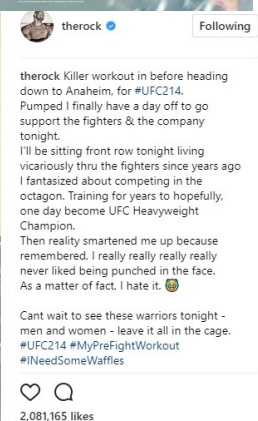 therock
Following
therock Killer workout in before heading
down to Anaheim, for #UFC214.
Pumped I finally have a day off to go
support the fighters & the company
tonight.
I'll be sitting front row tonight living
vicariously thru the fighters since years ago
I fantasized about competing in the
octagon. Training for years to hopefully,
one day become UFC Heavyweight
Champion.
Then reality smartened me up because
remembered, I really really really really
never liked being punched in the face.
As a matter of fact, I hate it.
Cant wait to see these warriors tonight -
men and women - leave it all in the cage.
#UFC214 #MyPreFightWorkout
#INeedSomeWaffles
2,081,165 likes